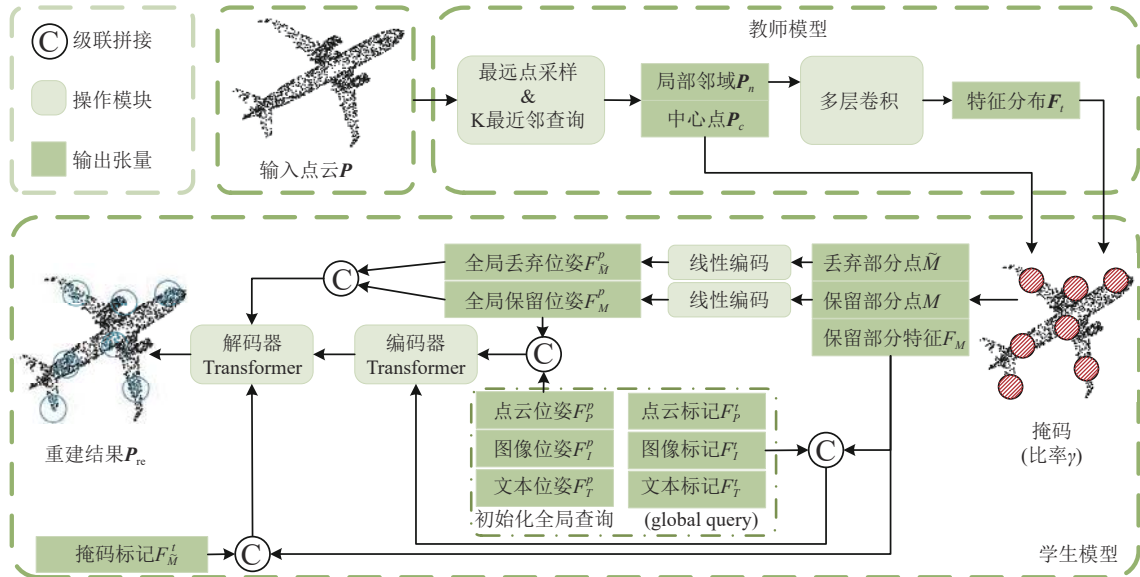 C 级联拼接
操作模块
输出张量
输入点云P
教师模型
最远点采样
&
K最近邻查询
局部邻域Pn
中心点Pc
多层卷积
特征分布Ft
全局丢弃位姿F^p_M̃
线性编码
丢弃部分点M̃
全局保留位姿F^p_M
线性编码
保留部分点M
保留部分特征F_M
C
解码器
Transformer
编码器
Transformer
C
点云位姿F^p_P
图像位姿F^p_I
文本位姿F^p_T
初始化全局查询
点云标记F^t_P
图像标记F^t_I
文本标记F^t_T
(global query)
C
掩码
(比率γ)
重建结果Pre
掩码标记F^t_M̃
C
学生模型